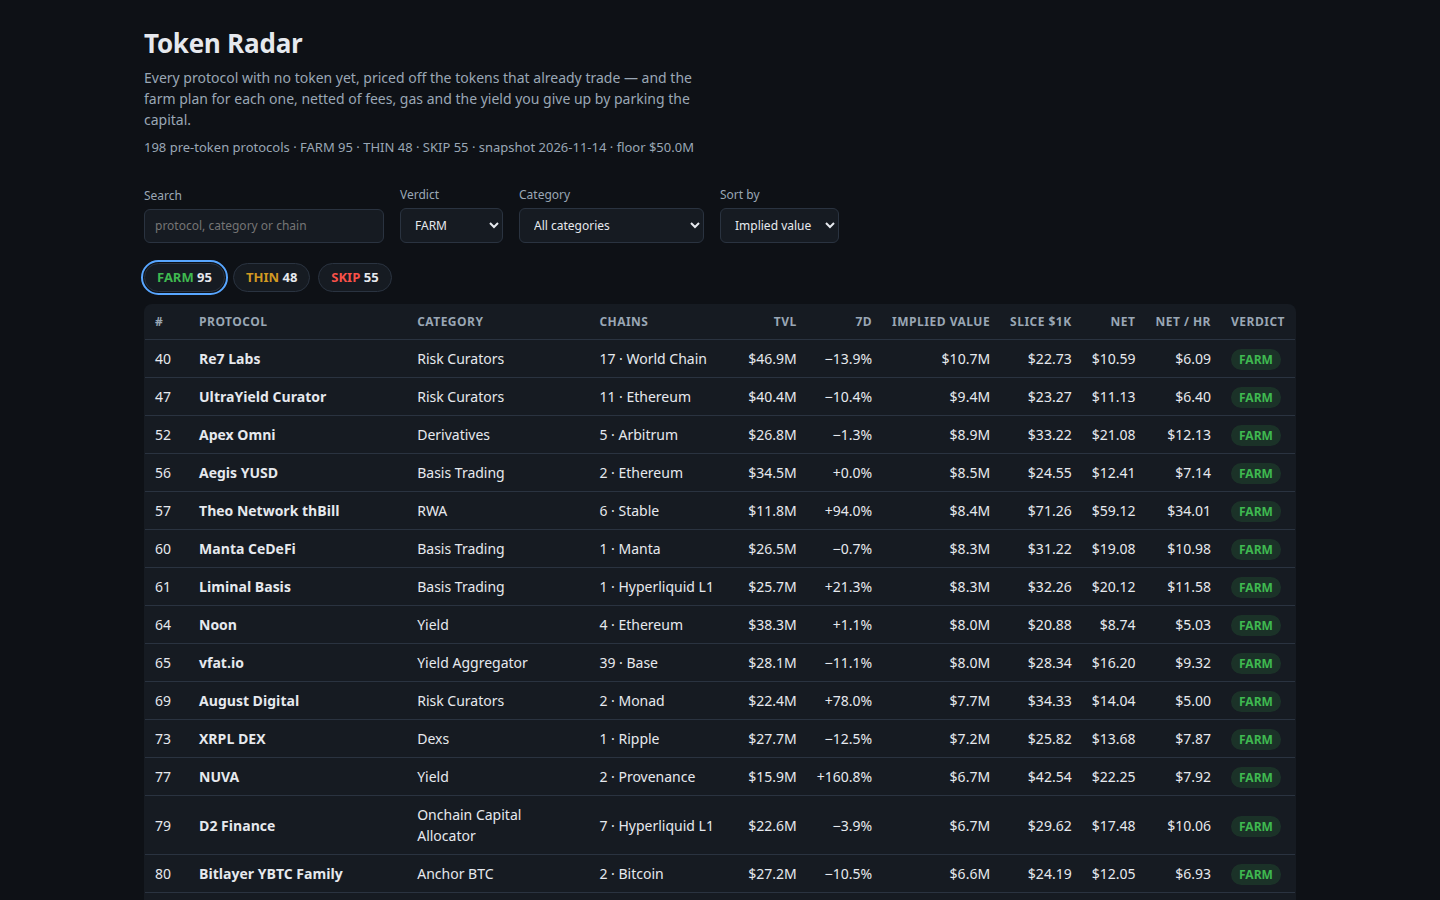 Token Radar
Every protocol with no token yet, priced off the tokens that already trade — and the
farm plan for each one, netted of fees, gas and the yield you give up by parking the
capital.
198 pre-token protocols · FARM 95 · THIN 48 · SKIP 55 · snapshot 2026-11-14 · floor $50.0M
Search Verdict Category Sort by
protocol, category or chain FARM All categories Implied value
FARM 95 THIN 48 SKIP 55
# PROTOCOL CATEGORY CHAINS TVL 7D IMPLIED VALUE SLICE $1K NET NET / HR VERDICT
40 Re7 Labs Risk Curators 17 · World Chain $46.9M −13.9% $10.7M $22.73 $10.59 $6.09 FARM
47 UltraYield Curator Risk Curators 11 · Ethereum $40.4M −10.4% $9.4M $23.27 $11.13 $6.40 FARM
52 Apex Omni Derivatives 5 · Arbitrum $26.8M −1.3% $8.9M $33.22 $21.08 $12.13 FARM
56 Aegis YUSD Basis Trading 2 · Ethereum $34.5M +0.0% $8.5M $24.55 $12.41 $7.14 FARM
57 Theo Network thBill RWA 6 · Stable $11.8M +94.0% $8.4M $71.26 $59.12 $34.01 FARM
60 Manta CeDeFi Basis Trading 1 · Manta $26.5M −0.7% $8.3M $31.22 $19.08 $10.98 FARM
61 Liminal Basis Basis Trading 1 · Hyperliquid L1 $25.7M +21.3% $8.3M $32.26 $20.12 $11.58 FARM
64 Noon Yield 4 · Ethereum $38.3M +1.1% $8.0M $20.88 $8.74 $5.03 FARM
65 vfat.io Yield Aggregator 39 · Base $28.1M −11.1% $8.0M $28.34 $16.20 $9.32 FARM
69 August Digital Risk Curators 2 · Monad $22.4M +78.0% $7.7M $34.33 $14.04 $5.00 FARM
73 XRPL DEX Dexs 1 · Ripple $27.7M −12.5% $7.2M $25.82 $13.68 $7.87 FARM
77 NUVA Yield 2 · Provenance $15.9M +160.8% $6.7M $42.54 $22.25 $7.92 FARM
79 D2 Finance Onchain Capital Allocator 7 · Hyperliquid L1 $22.6M −3.9% $6.7M $29.62 $17.48 $10.06 FARM
80 Bitlayer YBTC Family Anchor BTC 2 · Bitcoin $27.2M −10.5% $6.6M $24.19 $12.05 $6.93 FARM